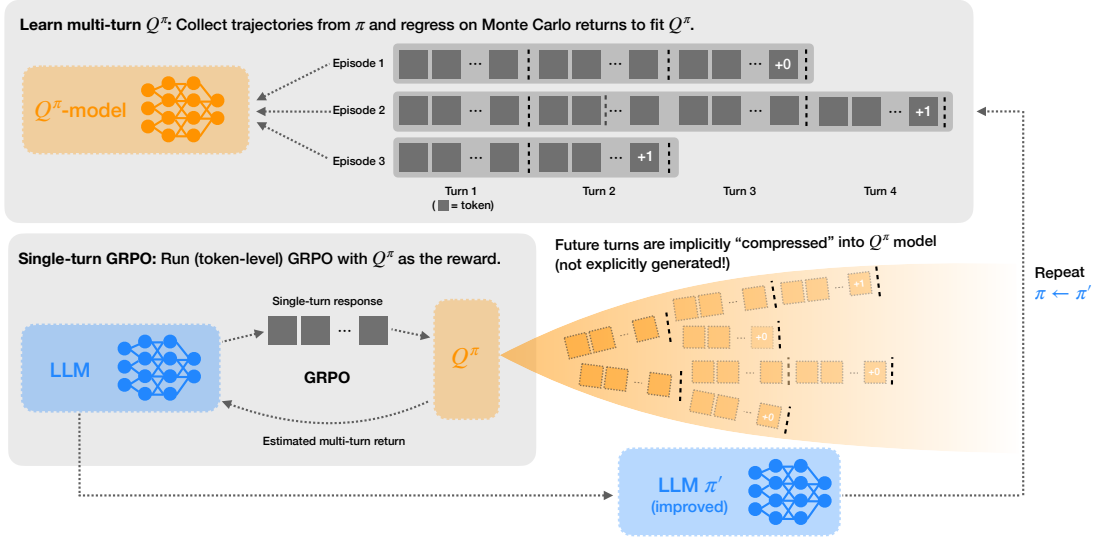 Learn multi-turn Q^π: Collect trajectories from π and regress on Monte Carlo returns to fit Q^π.
Q^π-model
Episode 1
... ... ... +0
Episode 2
... ... ... ... +1
Episode 3
... ... +1
Turn 1
Turn 2
Turn 3
Turn 4
( = token)
Single-turn GRPO: Run (token-level) GRPO with Q^π as the reward.
Single-turn response
...
LLM
GRPO
Q^π
Estimated multi-turn return
Future turns are implicitly “compressed” into Q^π model
(not explicitly generated!)
... ... ... +1
... +0
... ... ... +0
... +0
Repeat
π ← π′
LLM π′
(improved)